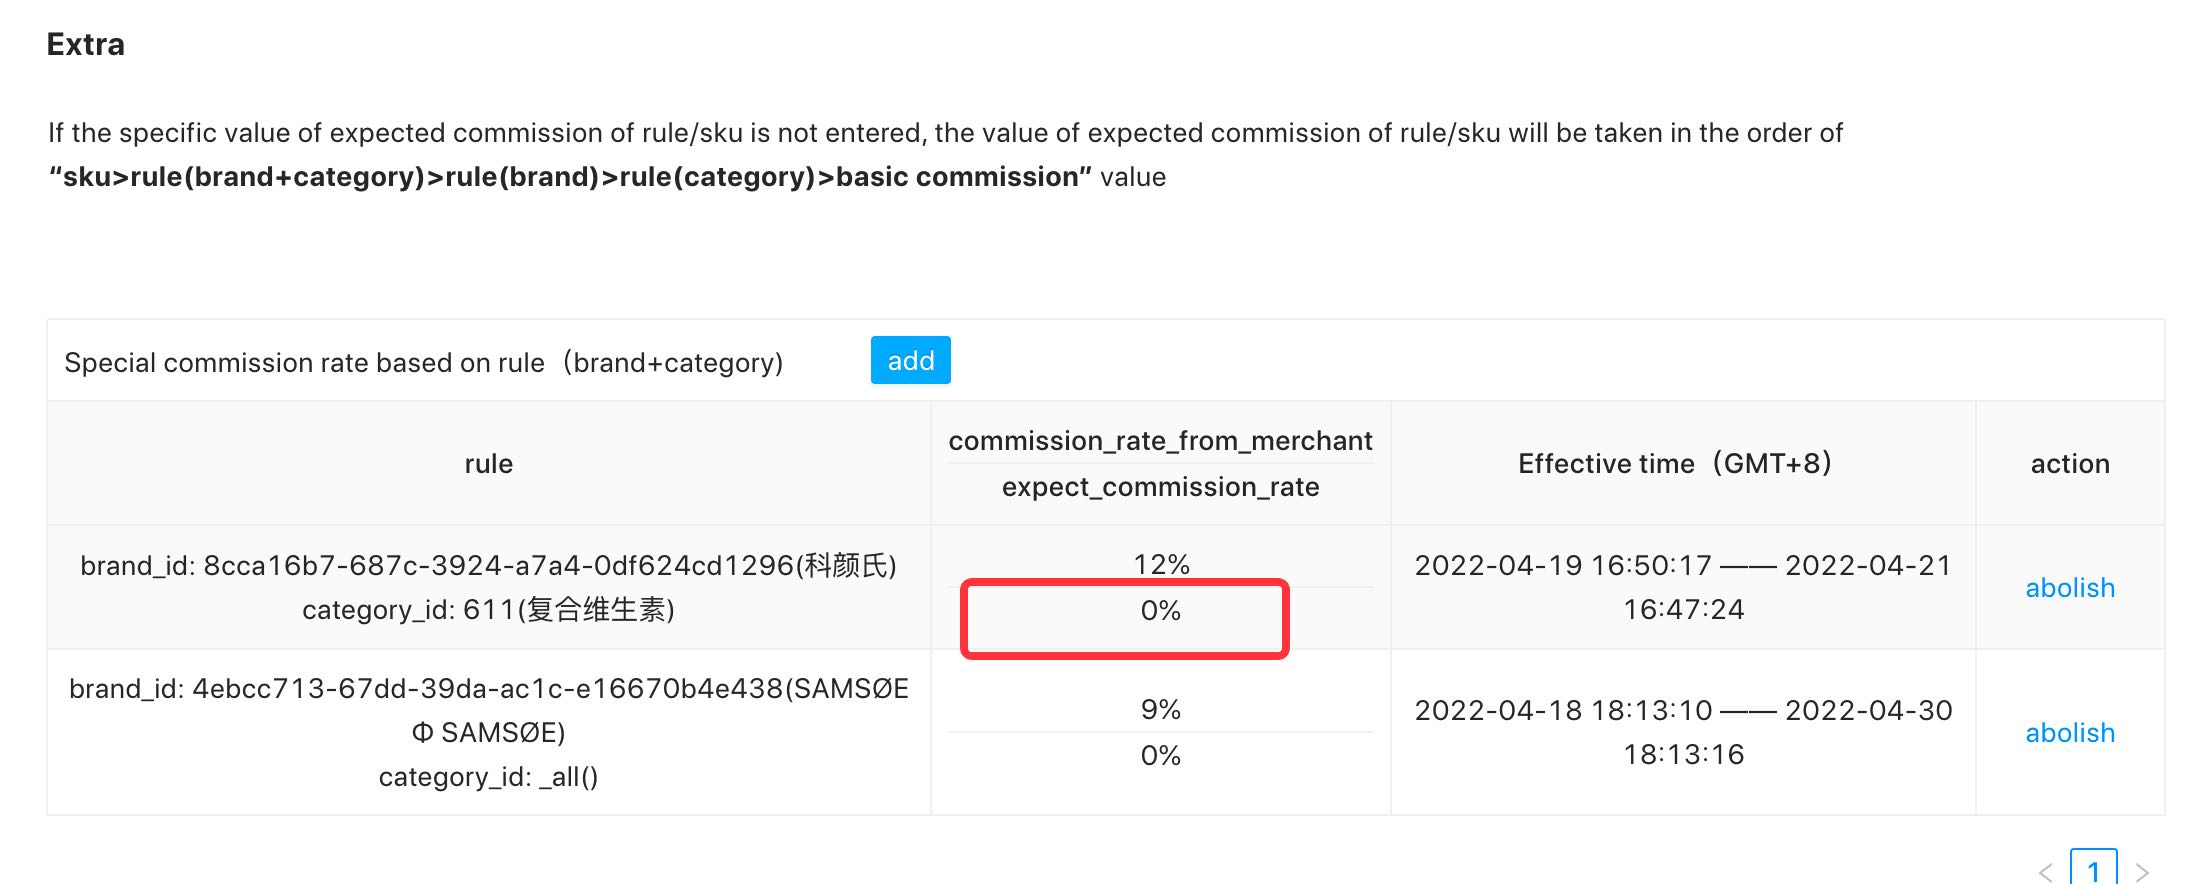 Extra
If the specific value of expected commission of rule/sku is not entered, the value of expected commission of rule/sku will be taken in the order of
“sku>rule(brand+category)>rule(brand)>rule(category)>basic commission” value
Special commission rate based on rule（brand+category) add
rule
commission_rate_from_merchant
expect_commission_rate
Effective time（GMT+8）
action
brand_id: 8cca16b7-687c-3924-a7a4-0df624cd1296(科颜氏)
category_id: 611(复合维生素)
12%
0%
2022-04-19 16:50:17 —— 2022-04-21
16:47:24
abolish
brand_id: 4ebcc713-67dd-39da-ac1c-e16670b4e438(SAMSØE
Φ SAMSØE)
category_id: _all()
9%
0%
2022-04-18 18:13:10 —— 2022-04-30
18:13:16
abolish
< 1 >